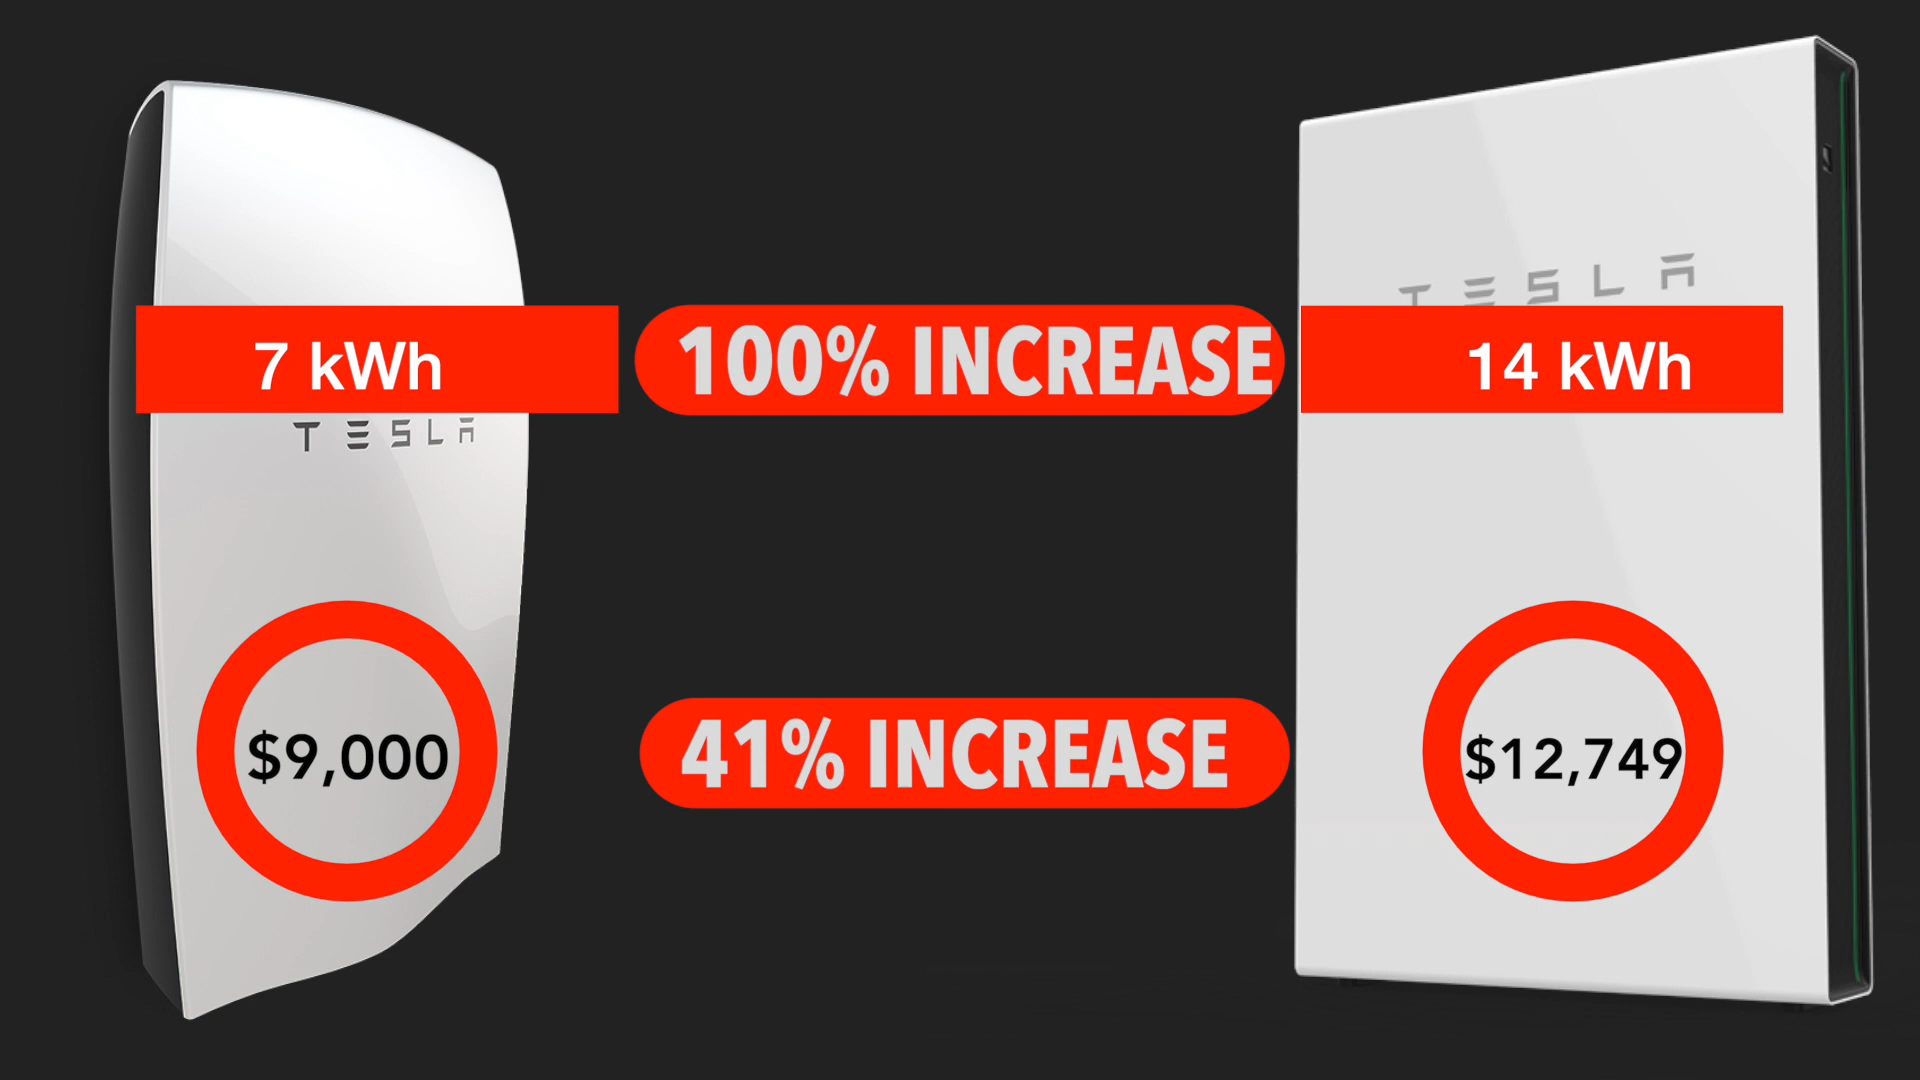 TESLA
7 kWh
100% INCREASE
14 kWh
TESLA
$9,000
41% INCREASE
$12,749